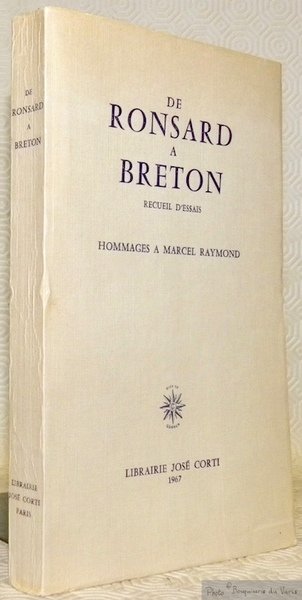 DE
RONSARD
A
BRETON
LIBRAIRIE
JOSÉ CORTI
PARIS
DE
RONSARD
A
BRETON
RECUEIL D'ESSAIS
HOMMAGES A MARCEL RAYMOND
LIBRAIRIE JOSÉ CORTI
1967
Photo © Bouquinerie du Varis